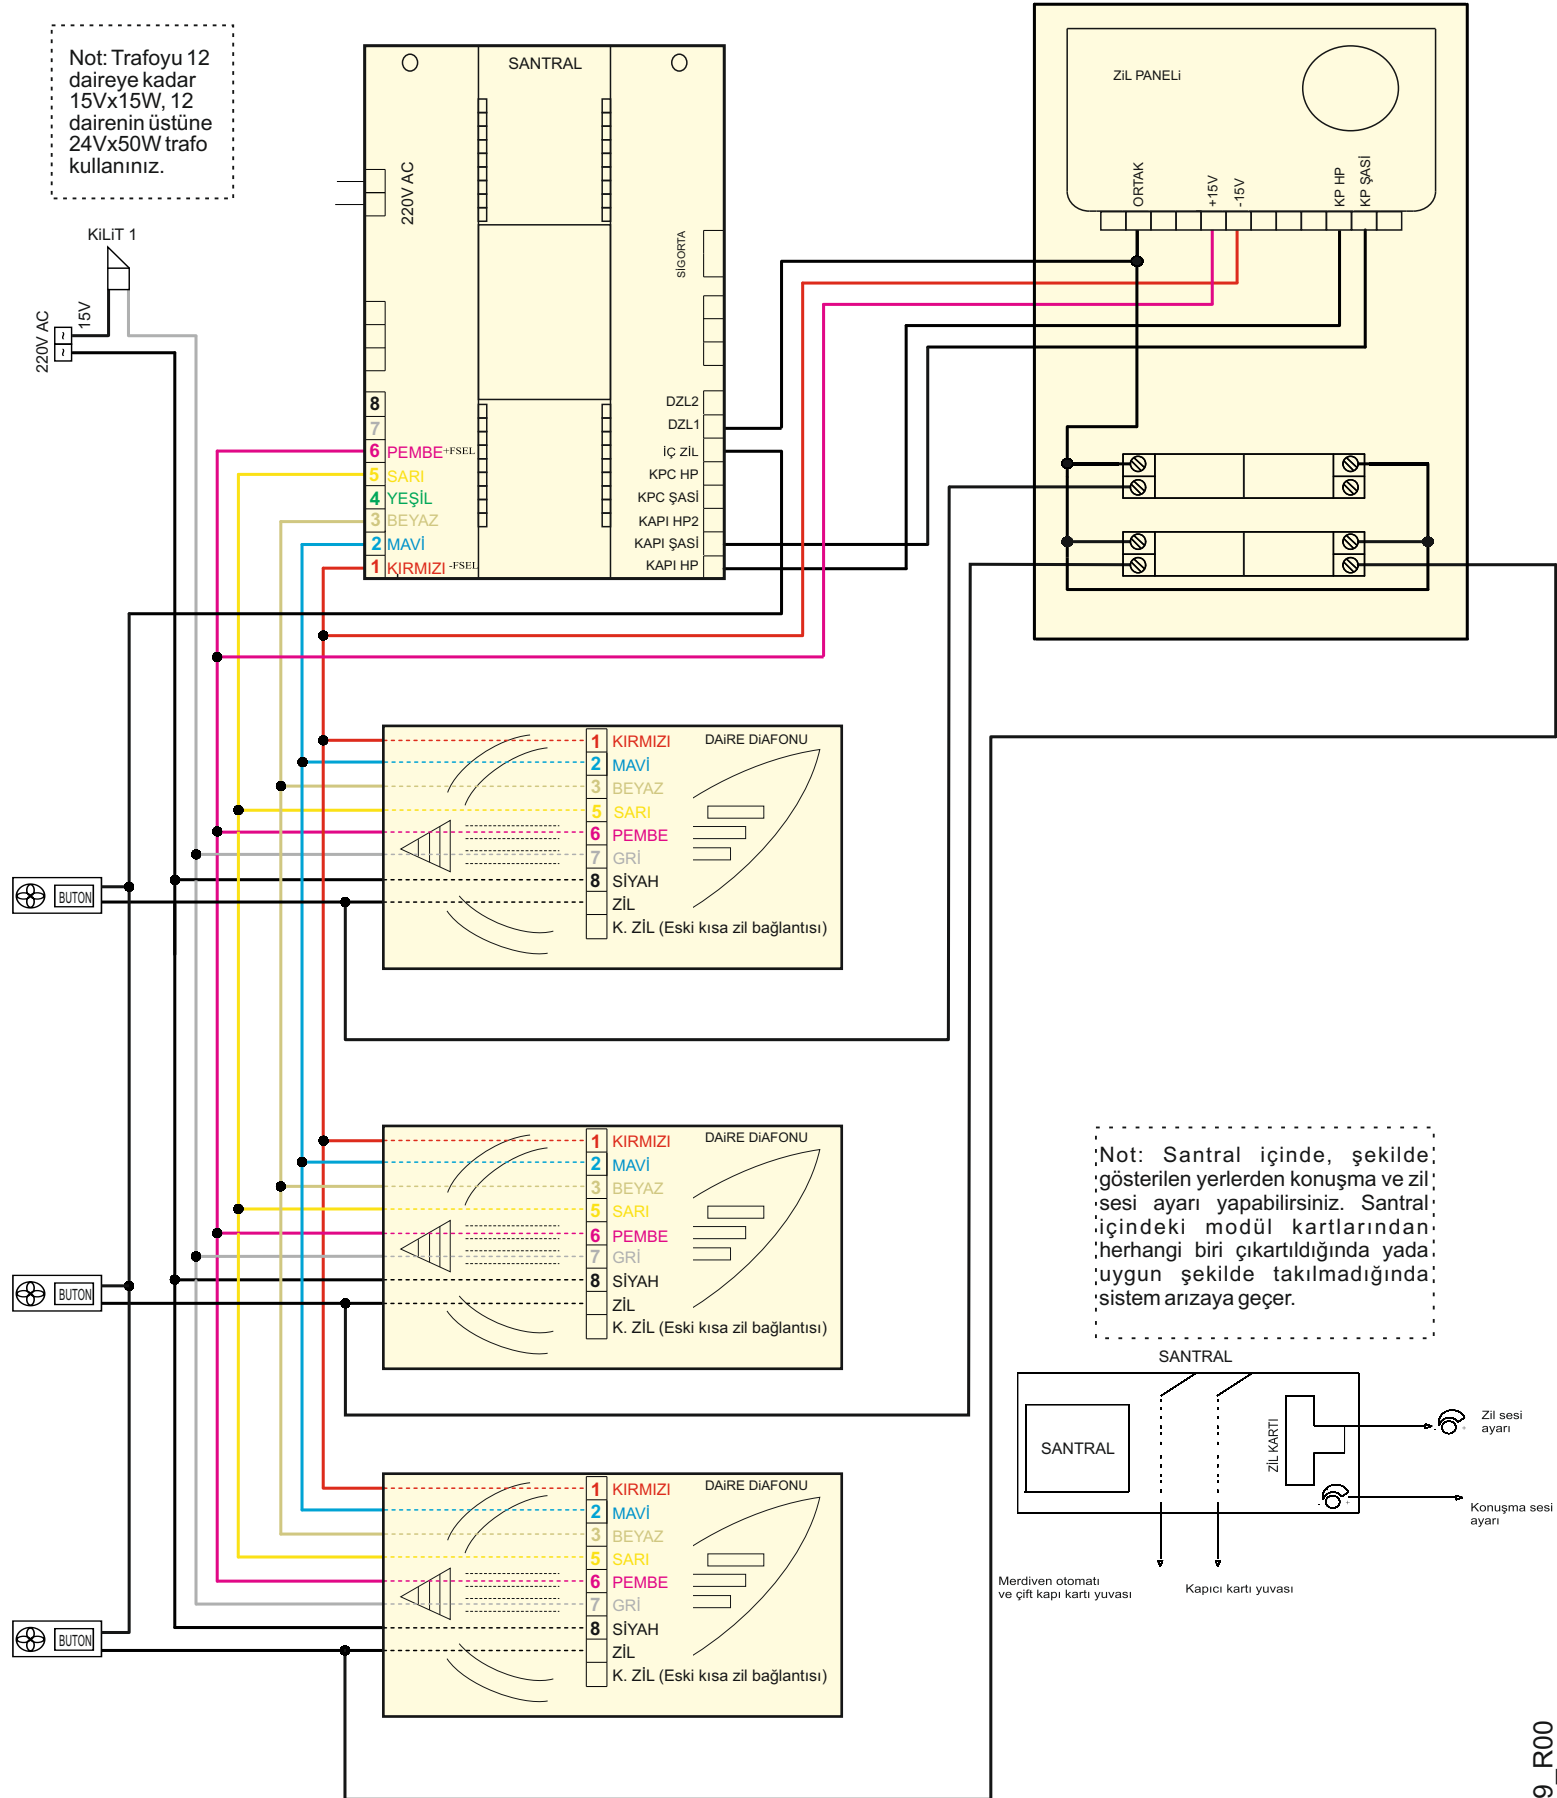 Not: Trafoyu 12
daireye kadar
15Vx15W, 12
dairenin üstüne
24Vx50W trafo
kullanınız.
KiLiT 1
15V
220V AC
~
~
SANTRAL
220V AC
SİGORTA
8
7
6 PEMBE +FSEL
5 SARI
4 YEŞİL
3 BEYAZ
2 MAVİ
1 KIRMIZI -FSEL
DZL2
DZL1
İÇ ZİL
KPC HP
KPC ŞASİ
KAPI HP2
KAPI ŞASİ
KAPI HP
ZiL PANELi
ORTAK
+15V
-15V
KP HP
KP ŞASİ
DAiRE DiAFONU
1 KIRMIZI
2 MAVİ
3 BEYAZ
5 SARI
6 PEMBE
7 GRİ
8 SİYAH
ZİL
K. ZİL (Eski kısa zil bağlantısı)
BUTON
DAiRE DiAFONU
1 KIRMIZI
2 MAVİ
3 BEYAZ
5 SARI
6 PEMBE
7 GRİ
8 SİYAH
ZİL
K. ZİL (Eski kısa zil bağlantısı)
BUTON
DAiRE DiAFONU
1 KIRMIZI
2 MAVİ
3 BEYAZ
5 SARI
6 PEMBE
7 GRİ
8 SİYAH
ZİL
K. ZİL (Eski kısa zil bağlantısı)
BUTON
Not: Santral içinde, şekilde
gösterilen yerlerden konuşma ve zil
sesi ayarı yapabilirsiniz. Santral
içindeki modül kartlarından
herhangi biri çıkartıldığında yada
uygun şekilde takılmadığında
sistem arızaya geçer.
SANTRAL
SANTRAL
ZİL KARTI
Zil sesi
ayarı
Konuşma sesi
ayarı
Merdiven otomatı
ve çift kapı kartı yuvası
Kapıcı kartı yuvası
9_R00